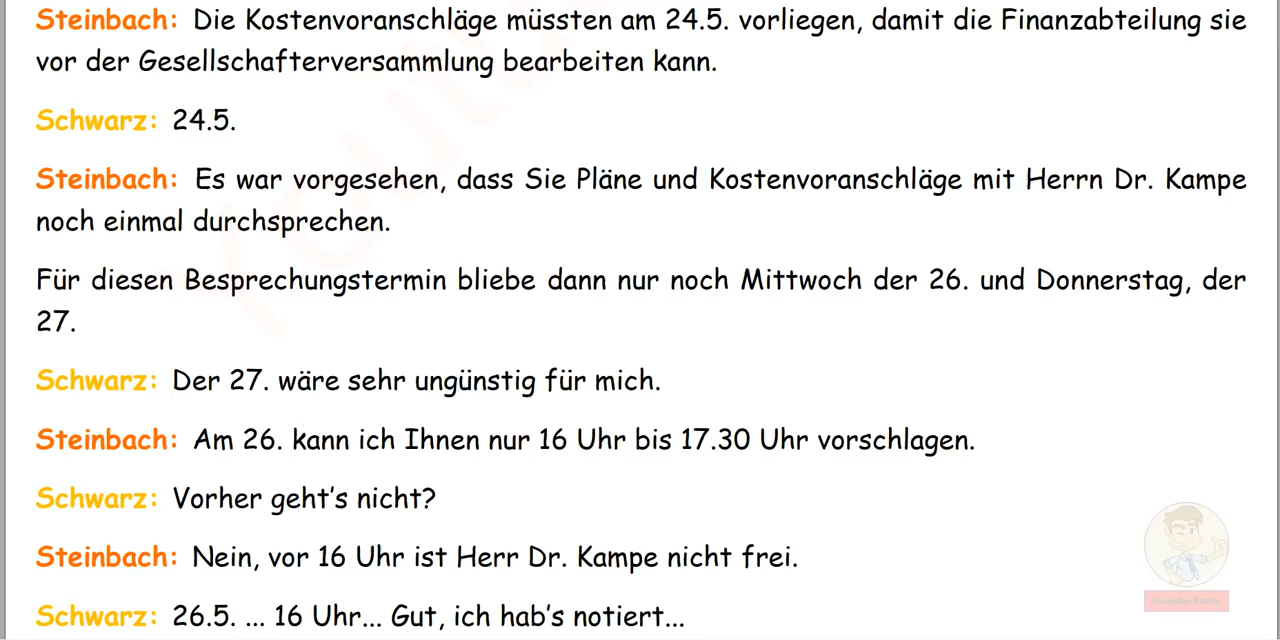 Steinbach: Die Kostenvoranschläge müssten am 24.5. vorliegen, damit die Finanzabteilung sie
vor der Gesellschafterversammlung bearbeiten kann.
Schwarz: 24.5.
Steinbach: Es war vorgesehen, dass Sie Pläne und Kostenvoranschläge mit Herrn Dr. Kampe
noch einmal durchsprechen.
Für diesen Besprechungstermin bliebe dann nur noch Mittwoch der 26. und Donnerstag, der
27.
Schwarz: Der 27. wäre sehr ungünstig für mich.
Steinbach: Am 26. kann ich Ihnen nur 16 Uhr bis 17.30 Uhr vorschlagen.
Schwarz: Vorher geht's nicht?
Steinbach: Nein, vor 16 Uhr ist Herr Dr. Kampe nicht frei.
Schwarz: 26.5. ... 16 Uhr... Gut, ich hab's notiert...